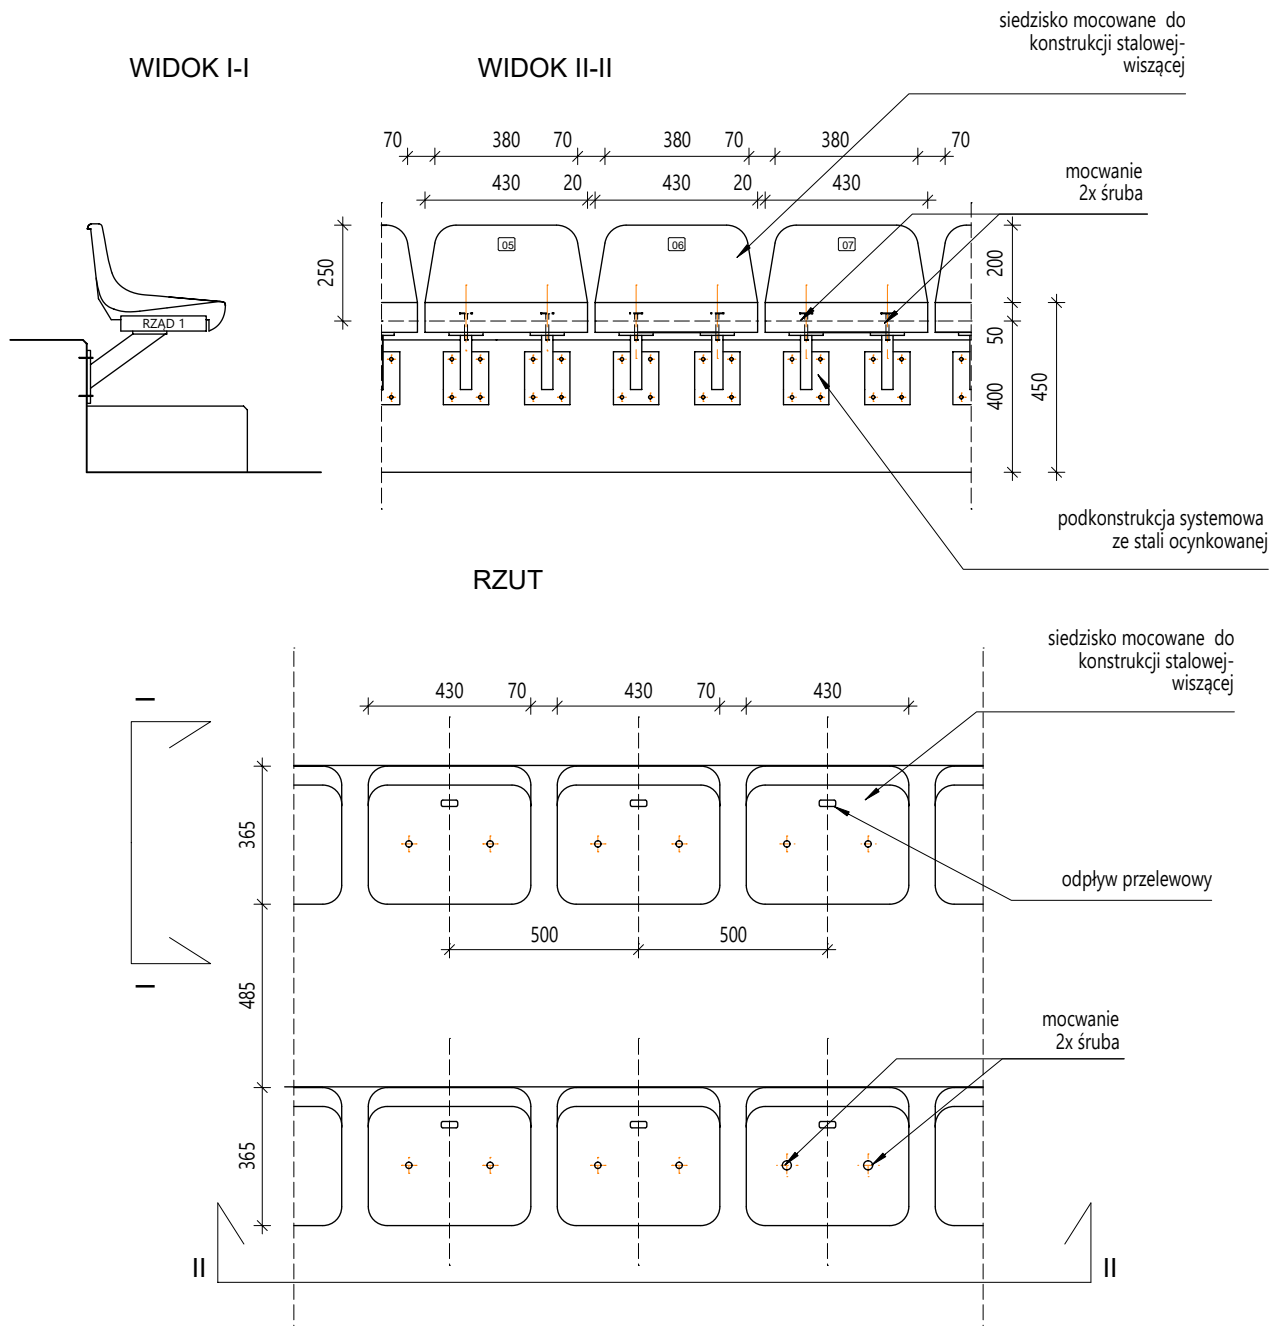 siedzisko mocowane do
konstrukcji stalowej-
wiszącej
WIDOK I-I
WIDOK II-II
70 380 70 380 70 380 70
mocwanie
2x śruba
430 20 430 20 430
05 06 07
250
200
RZĄD 1
50
400
450
podkonstrukcja systemowa
ze stali ocynkowanej
RZUT
siedzisko mocowane do
konstrukcji stalowej-
wiszącej
430 70 430 70 430
I
365
odpływ przelewowy
500 500
I
485
mocwanie
2x śruba
365
II II